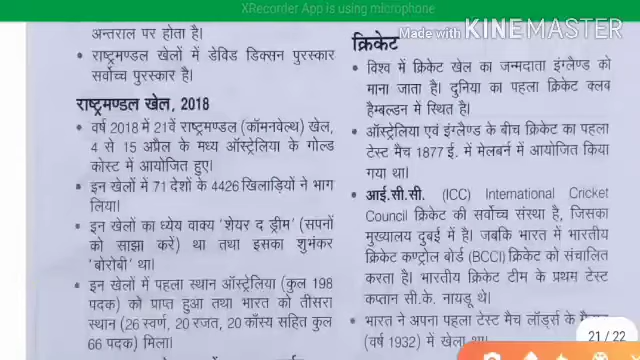 XRecorder App is using microphone
Made with KINEMASTER
अन्तराल पर होता है।
• राष्ट्रमण्डल खेलों में डेविड डिक्सन पुरस्कार
सर्वोच्च पुरस्कार है।
राष्ट्रमण्डल खेल, 2018
• वर्ष 2018 में 21वें राष्ट्रमण्डल (कॉमनवेल्थ) खेल,
4 से 15 अप्रैल के मध्य ऑस्ट्रेलिया के गोल्ड
कोस्ट में आयोजित हुए।
• इन खेलों में 71 देशों के 4426 खिलाड़ियों ने भाग
लिया।
• इन खेलों का ध्येय वाक्य 'शेयर द ड्रीम' (सपनों
को साझा करें) था तथा इसका शुभंकर
'बोरोबी' था।
• इन खेलों में पहला स्थान ऑस्ट्रेलिया (कुल 198
पदक) को प्राप्त हुआ तथा भारत को तीसरा
स्थान (26 स्वर्ण, 20 रजत, 20 काँस्य सहित कुल
66 पदक) मिला।
क्रिकेट
• विश्व में क्रिकेट खेल का जन्मदाता इंग्लैण्ड को
माना जाता है। दुनिया का पहला क्रिकेट क्लब
हैम्बल्डन में स्थित है।
• ऑस्ट्रेलिया एवं इंग्लैण्ड के बीच क्रिकेट का पहला
टेस्ट मैच 1877 ई. में मेलबर्न में आयोजित किया
गया था।
• आई.सी.सी. (ICC) International Cricket
Council क्रिकेट की सर्वोच्च संस्था है, जिसका
मुख्यालय दुबई में है। जबकि भारत में भारतीय
क्रिकेट कण्ट्रोल बोर्ड (BCCI) क्रिकेट को संचालित
करता है। भारतीय क्रिकेट टीम के प्रथम टेस्ट
कप्तान सी.के. नायडू थे।
• भारत ने अपना पहला टेस्ट मैच लॉर्ड्स के
(वर्ष 1932) में खेला था।
21 / 22